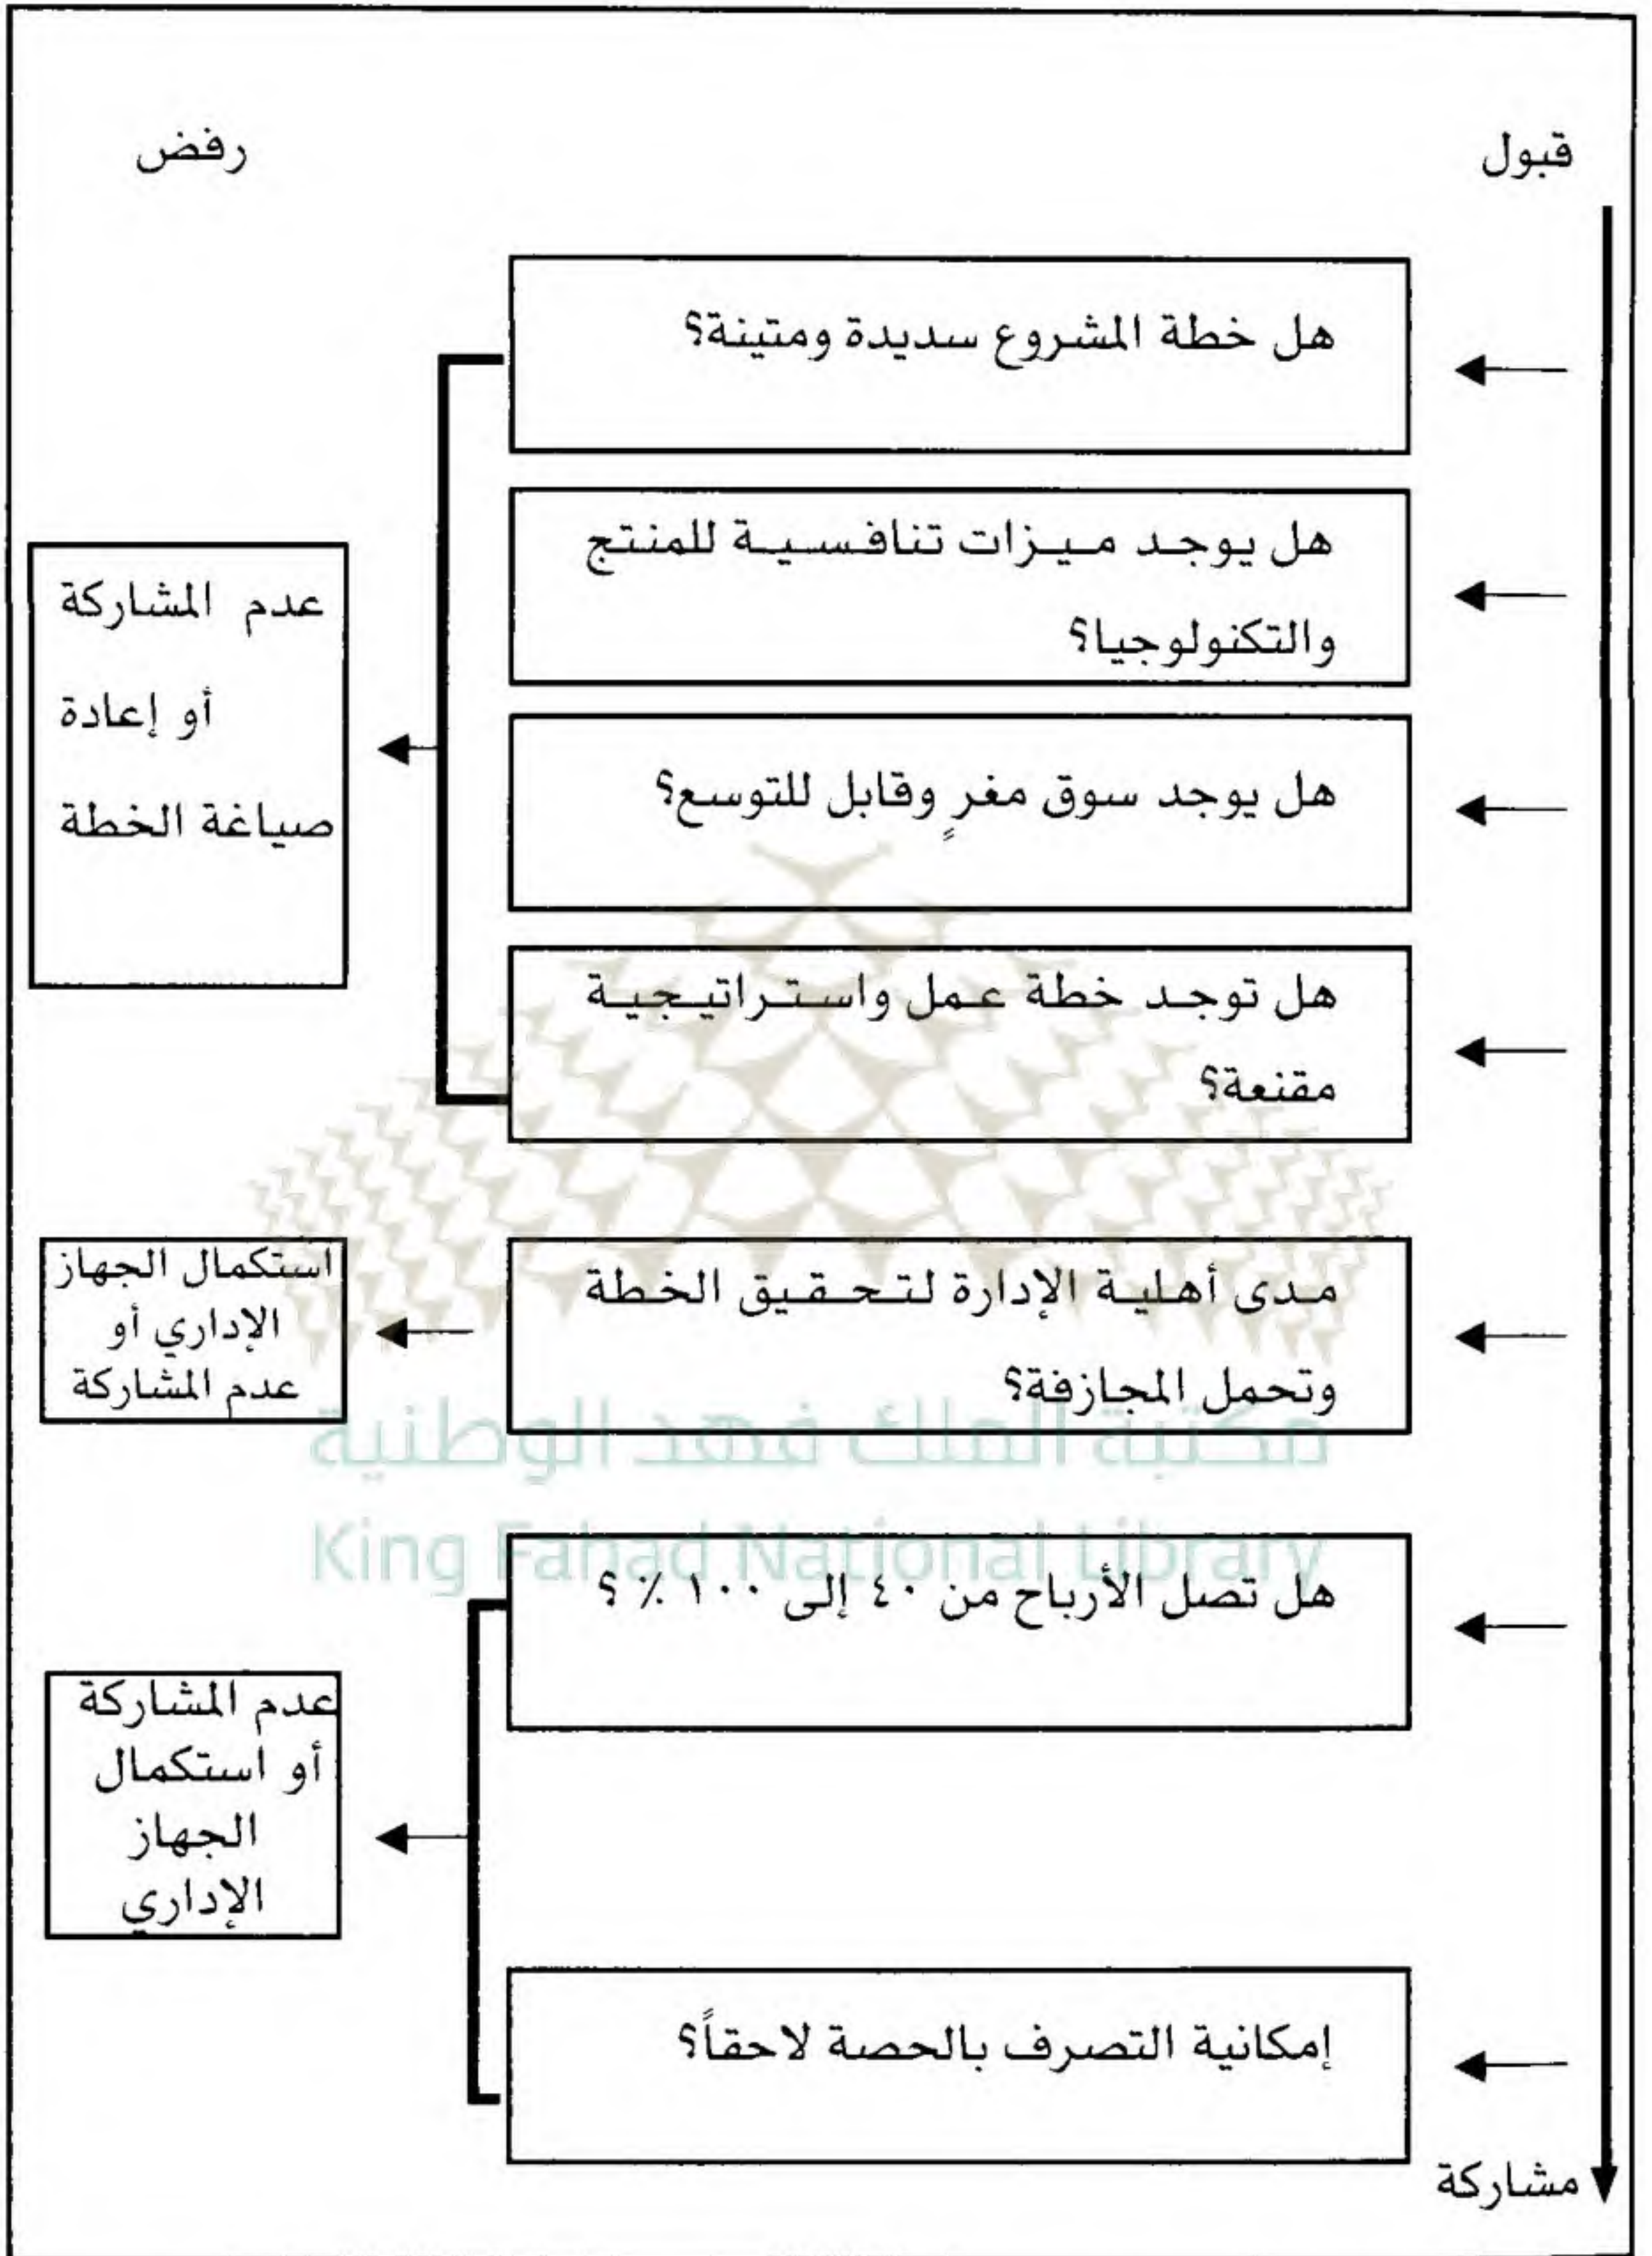 قبول
رفض
هل خطة المشروع سديدة ومتينة؟
هل يوجد ميزات تنافسية للمنتج
والتكنولوجيا؟
هل يوجد سوق مغرٍ وقابل للتوسع؟
هل توجد خطة عمل واستراتيجية
مقنعة؟
عدم المشاركة
أو إعادة
صياغة الخطة
مدى أهلية الإدارة لتحقيق الخطة
وتحمل المجازفة؟
استكمال الجهاز
الإداري أو
عدم المشاركة
مكتبة الملك فهد الوطنية
King Fahad National Library
هل تصل الأرباح من ٤٠ إلى ١٠٠ ٪ ؟
عدم المشاركة
أو استكمال
الجهاز
الإداري
إمكانية التصرف بالحصة لاحقاً؟
مشاركة